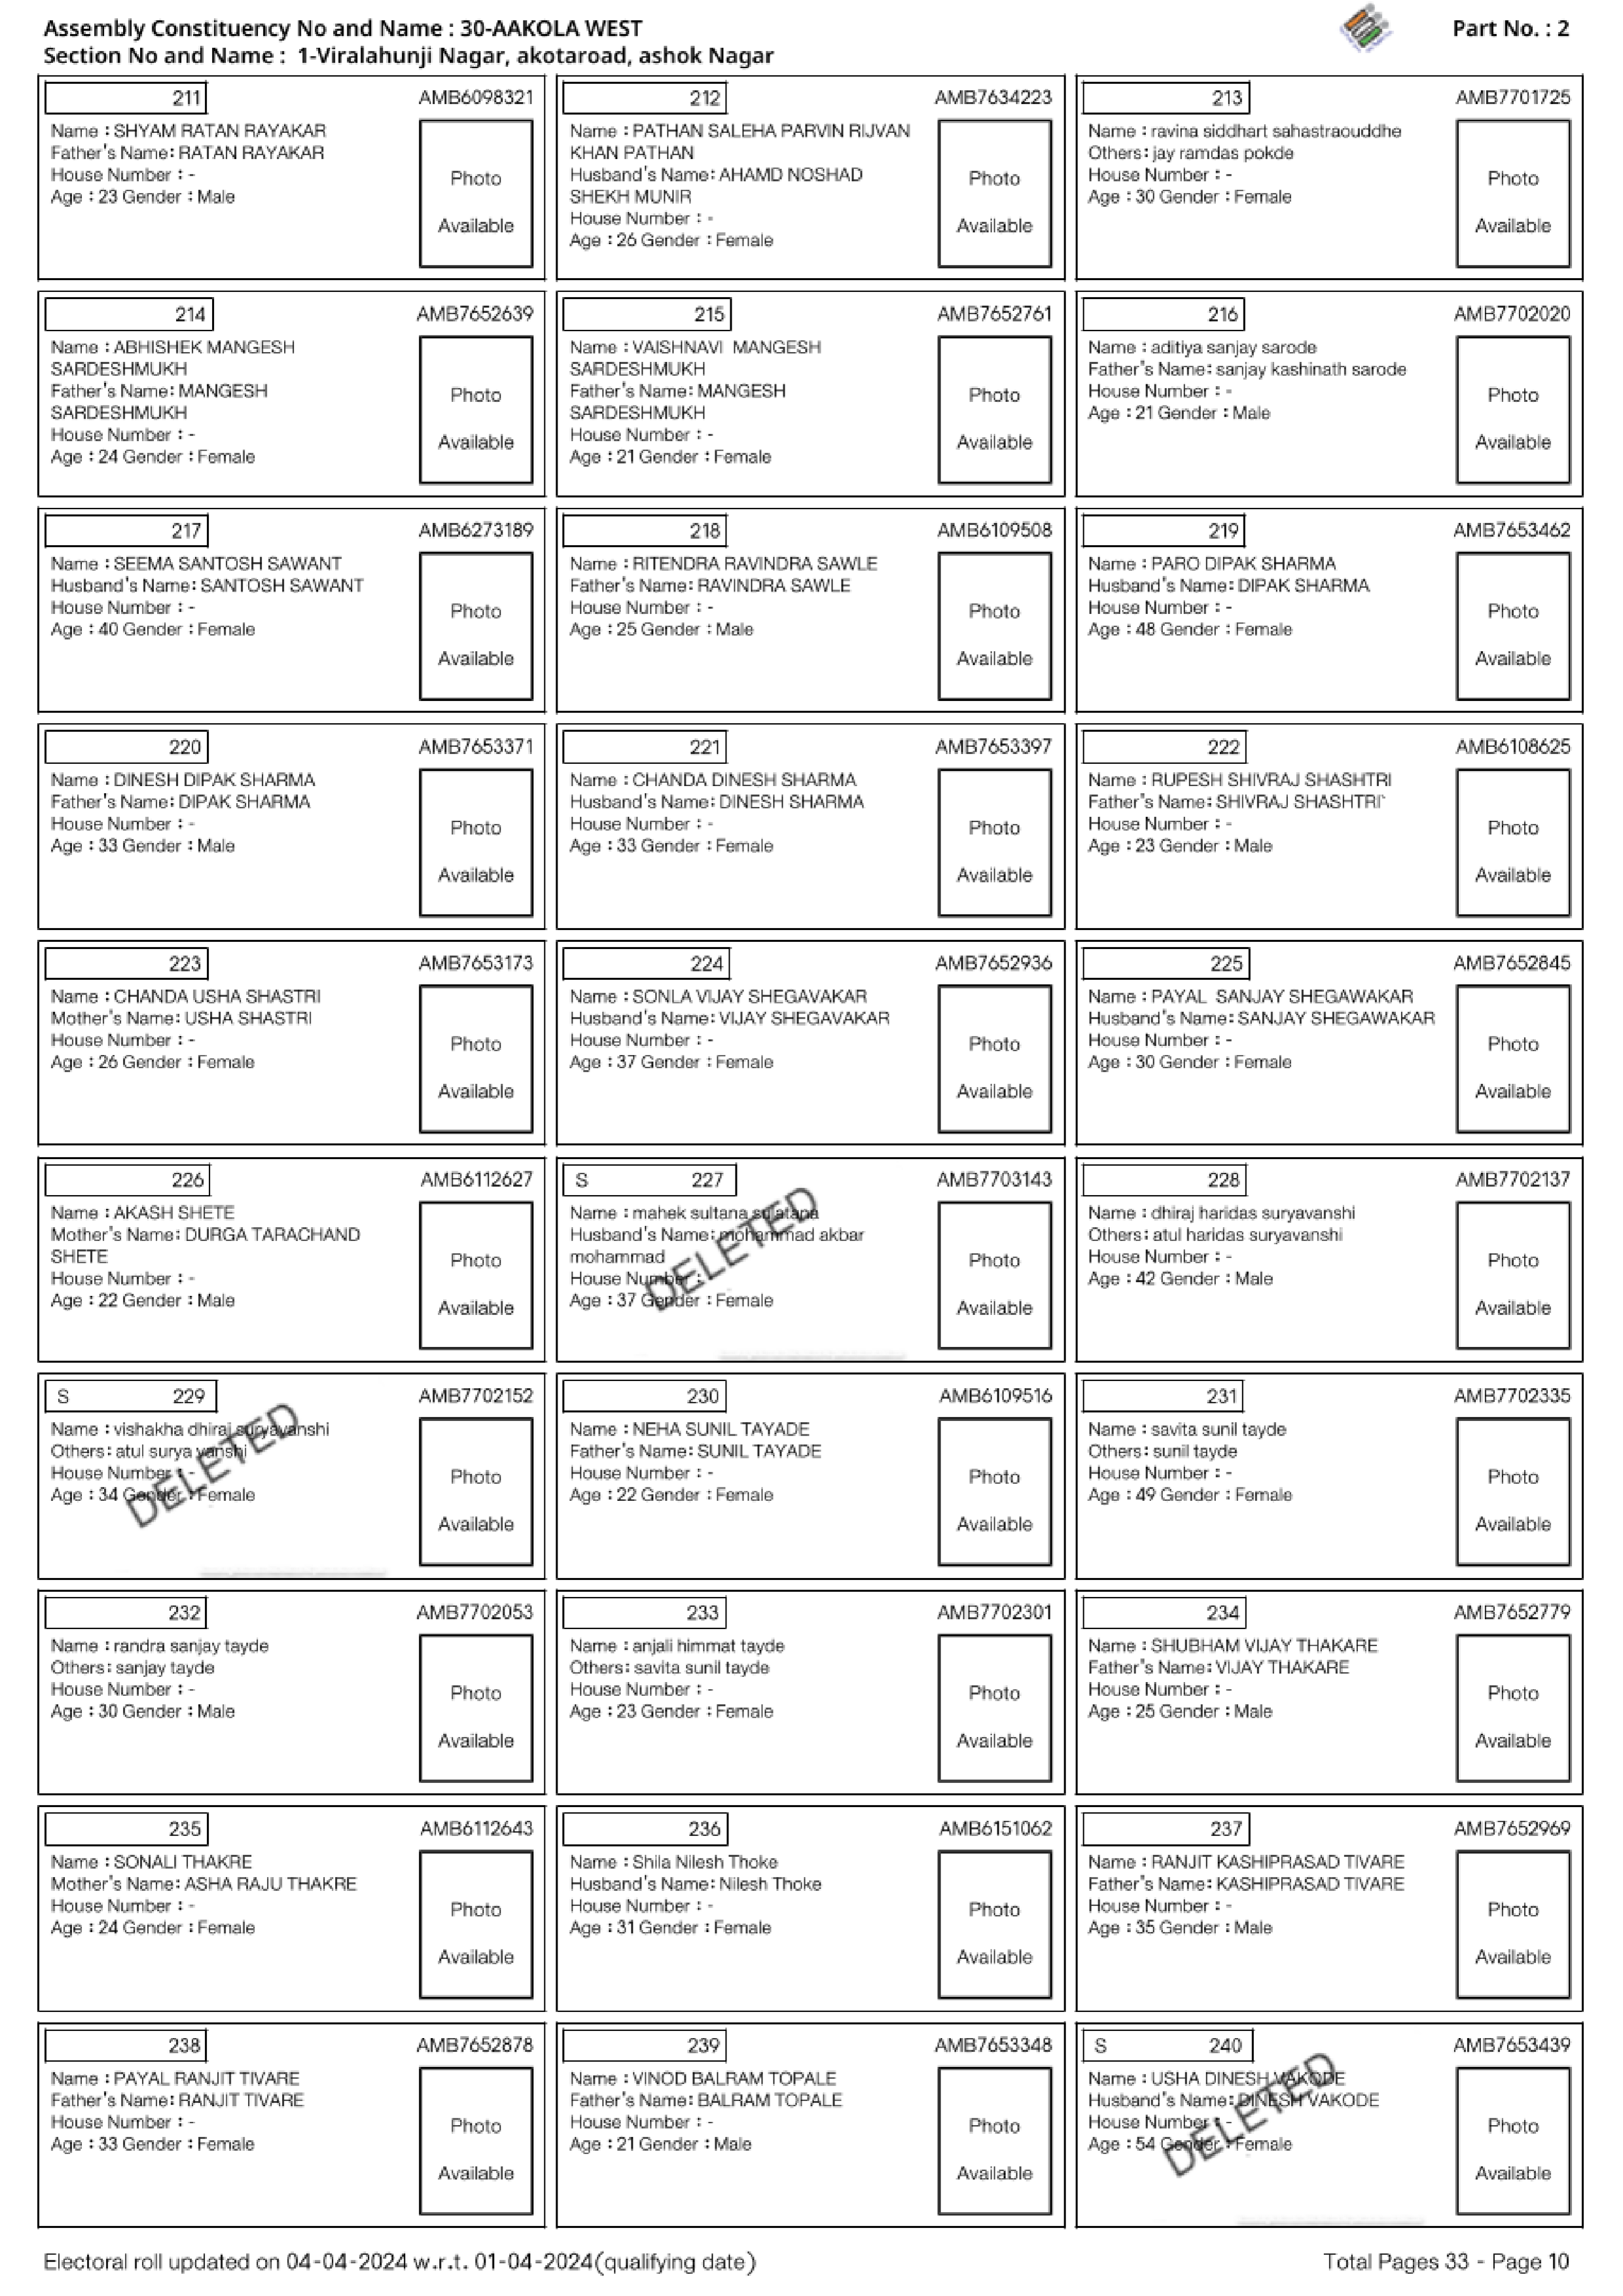 Assembly Constituency No and Name : 30-AAKOLA WEST
Part No. : 2
Section No and Name : 1-Viralahunji Nagar, akotaroad, ashok Nagar
211 AMB6098321
Name : SHYAM RATAN RAYAKAR
Father's Name: RATAN RAYAKAR
House Number : -
Age : 23 Gender : Male
Photo
Available
212 AMB7634223
Name : PATHAN SALEHA PARVIN RIJVAN
KHAN PATHAN
Husband's Name: AHAMD NOSHAD
SHEKH MUNIR
House Number : -
Age : 26 Gender : Female
Photo
Available
213 AMB7701725
Name : ravina siddhart sahastraouddhe
Others: jay ramdas pokde
House Number : -
Age : 30 Gender : Female
Photo
Available
214 AMB7652639
Name : ABHISHEK MANGESH
SARDESHMUKH
Father's Name: MANGESH
SARDESHMUKH
House Number : -
Age : 24 Gender : Female
Photo
Available
215 AMB7652761
Name : VAISHNAVI MANGESH
SARDESHMUKH
Father's Name: MANGESH
SARDESHMUKH
House Number : -
Age : 21 Gender : Female
Photo
Available
216 AMB7702020
Name : aditiya sanjay sarode
Father's Name: sanjay kashinath sarode
House Number : -
Age : 21 Gender : Male
Photo
Available
217 AMB6273189
Name : SEEMA SANTOSH SAWANT
Husband's Name: SANTOSH SAWANT
House Number : -
Age : 40 Gender : Female
Photo
Available
218 AMB6109508
Name : RITENDRA RAVINDRA SAWLE
Father's Name: RAVINDRA SAWLE
House Number : -
Age : 25 Gender : Male
Photo
Available
219 AMB7653462
Name : PARO DIPAK SHARMA
Husband's Name: DIPAK SHARMA
House Number : -
Age : 48 Gender : Female
Photo
Available
220 AMB7653371
Name : DINESH DIPAK SHARMA
Father's Name: DIPAK SHARMA
House Number : -
Age : 33 Gender : Male
Photo
Available
221 AMB7653397
Name : CHANDA DINESH SHARMA
Husband's Name: DINESH SHARMA
House Number : -
Age : 33 Gender : Female
Photo
Available
222 AMB6108625
Name : RUPESH SHIVRAJ SHASHTRI
Father's Name: SHIVRAJ SHASHTRI`
House Number : -
Age : 23 Gender : Male
Photo
Available
223 AMB7653173
Name : CHANDA USHA SHASTRI
Mother's Name: USHA SHASTRI
House Number : -
Age : 26 Gender : Female
Photo
Available
224 AMB7652936
Name : SONLA VIJAY SHEGAVAKAR
Husband's Name: VIJAY SHEGAVAKAR
House Number : -
Age : 37 Gender : Female
Photo
Available
225 AMB7652845
Name : PAYAL SANJAY SHEGAWAKAR
Husband's Name: SANJAY SHEGAWAKAR
House Number : -
Age : 30 Gender : Female
Photo
Available
226 AMB6112627
Name : AKASH SHETE
Mother's Name: DURGA TARACHAND
SHETE
House Number : -
Age : 22 Gender : Male
Photo
Available
S 227 AMB7703143
Name : mahek sultana sulatana
Husband's Name: mohammad akbar
mohammad
House Number :
Age : 37 Gender : Female
DELETED
Photo
Available
228 AMB7702137
Name : dhiraj haridas suryavanshi
Others: atul haridas suryavanshi
House Number : -
Age : 42 Gender : Male
Photo
Available
S 229 AMB7702152
Name : vishakha dhiraj suryavanshi
Others: atul surya vanshi
House Number : -
Age : 34 Gender : Female
DELETED
Photo
Available
230 AMB6109516
Name : NEHA SUNIL TAYADE
Father's Name: SUNIL TAYADE
House Number : -
Age : 22 Gender : Female
Photo
Available
231 AMB7702335
Name : savita sunil tayde
Others: sunil tayde
House Number : -
Age : 49 Gender : Female
Photo
Available
232 AMB7702053
Name : randra sanjay tayde
Others: sanjay tayde
House Number : -
Age : 30 Gender : Male
Photo
Available
233 AMB7702301
Name : anjali himmat tayde
Others: savita sunil tayde
House Number : -
Age : 23 Gender : Female
Photo
Available
234 AMB7652779
Name : SHUBHAM VIJAY THAKARE
Father's Name: VIJAY THAKARE
House Number : -
Age : 25 Gender : Male
Photo
Available
235 AMB6112643
Name : SONALI THAKRE
Mother's Name: ASHA RAJU THAKRE
House Number : -
Age : 24 Gender : Female
Photo
Available
236 AMB6151062
Name : Shila Nilesh Thoke
Husband's Name: Nilesh Thoke
House Number : -
Age : 31 Gender : Female
Photo
Available
237 AMB7652969
Name : RANJIT KASHIPRASAD TIVARE
Father's Name: KASHIPRASAD TIVARE
House Number : -
Age : 35 Gender : Male
Photo
Available
238 AMB7652878
Name : PAYAL RANJIT TIVARE
Father's Name: RANJIT TIVARE
House Number : -
Age : 33 Gender : Female
Photo
Available
239 AMB7653348
Name : VINOD BALRAM TOPALE
Father's Name: BALRAM TOPALE
House Number : -
Age : 21 Gender : Male
Photo
Available
S 240 AMB7653439
Name : USHA DINESH VAKODE
Husband's Name: DINESH VAKODE
House Number : -
Age : 54 Gender : Female
DELETED
Photo
Available
Electoral roll updated on 04-04-2024 w.r.t. 01-04-2024(qualifying date)
Total Pages 33 - Page 10